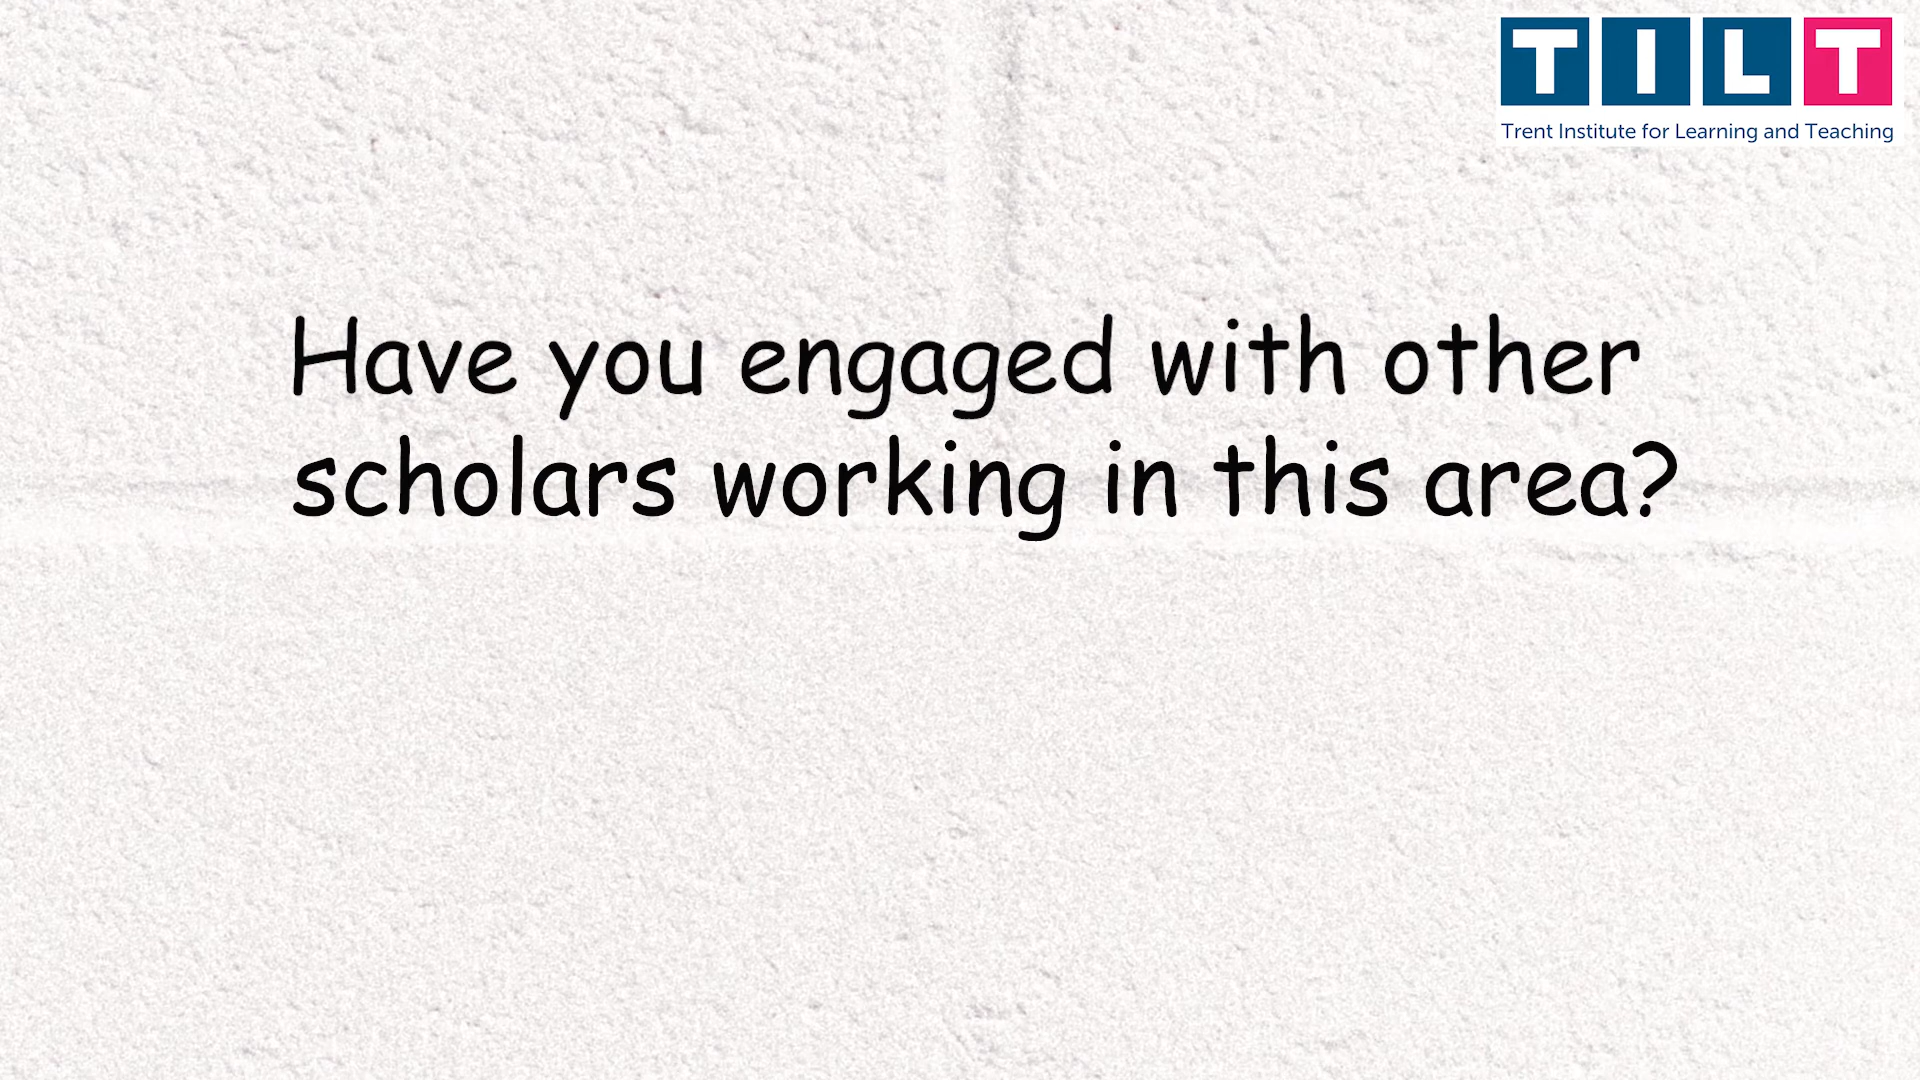 TILT
Trent Institute for Learning and Teaching
Have you engaged with other
scholars working in this area?